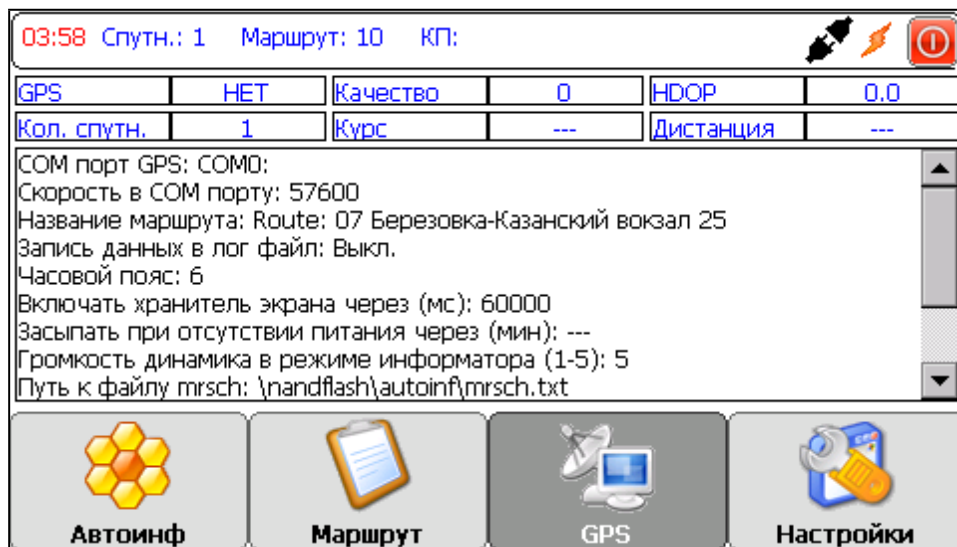 03:58 Спутн.: 1 Маршрут: 10 КП:
GPS НЕТ Качество 0 HDOP 0.0
Кол. спутн. 1 Курс --- Дистанция ---
COM порт GPS: COM0:
Скорость в COM порту: 57600
Название маршрута: Route: 07 Березовка-Казанский вокзал 25
Запись данных в лог файл: Выкл.
Часовой пояс: 6
Включать хранитель экрана через (мс): 60000
Засыпать при отсутствии питания через (мин): ---
Громкость динамика в режиме информатора (1-5): 5
Путь к файлу mrsch: \nandflash\autoinf\mrsch.txt
Автоинф Маршрут GPS Настройки